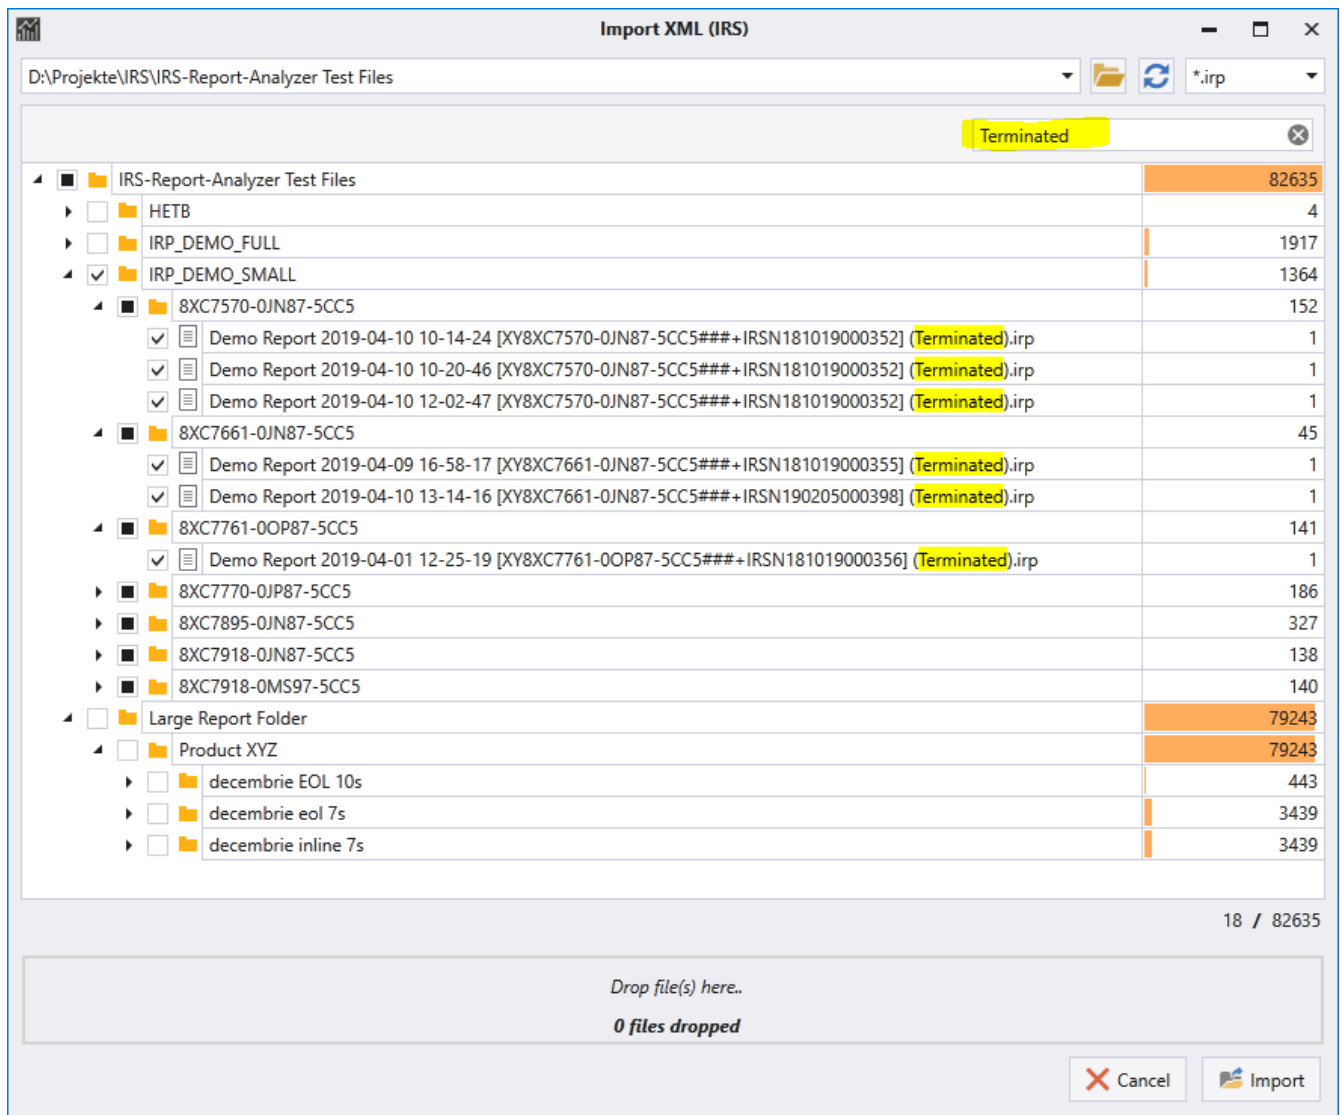 Import XML (IRS)
D:\Projekte\IRS\IRS-Report-Analyzer Test Files *.irp
Terminated
IRS-Report-Analyzer Test Files 82635
HETB 4
IRP_DEMO_FULL 1917
IRP_DEMO_SMALL 1364
8XC7570-0JN87-5CC5 152
Demo Report 2019-04-10 10-14-24 [XY8XC7570-0JN87-5CC5###+IRSN181019000352] (Terminated).irp 1
Demo Report 2019-04-10 10-20-46 [XY8XC7570-0JN87-5CC5###+IRSN181019000352] (Terminated).irp 1
Demo Report 2019-04-10 12-02-47 [XY8XC7570-0JN87-5CC5###+IRSN181019000352] (Terminated).irp 1
8XC7661-0JN87-5CC5 45
Demo Report 2019-04-09 16-58-17 [XY8XC7661-0JN87-5CC5###+IRSN181019000355] (Terminated).irp 1
Demo Report 2019-04-10 13-14-16 [XY8XC7661-0JN87-5CC5###+IRSN190205000398] (Terminated).irp 1
8XC7761-0OP87-5CC5 141
Demo Report 2019-04-01 12-25-19 [XY8XC7761-0OP87-5CC5###+IRSN181019000356] (Terminated).irp 1
8XC7770-0JP87-5CC5 186
8XC7895-0JN87-5CC5 327
8XC7918-0JN87-5CC5 138
8XC7918-0MS97-5CC5 140
Large Report Folder 79243
Product XYZ 79243
decembrie EOL 10s 443
decembrie eol 7s 3439
decembrie inline 7s 3439
18 / 82635
Drop file(s) here..
0 files dropped
Cancel Import